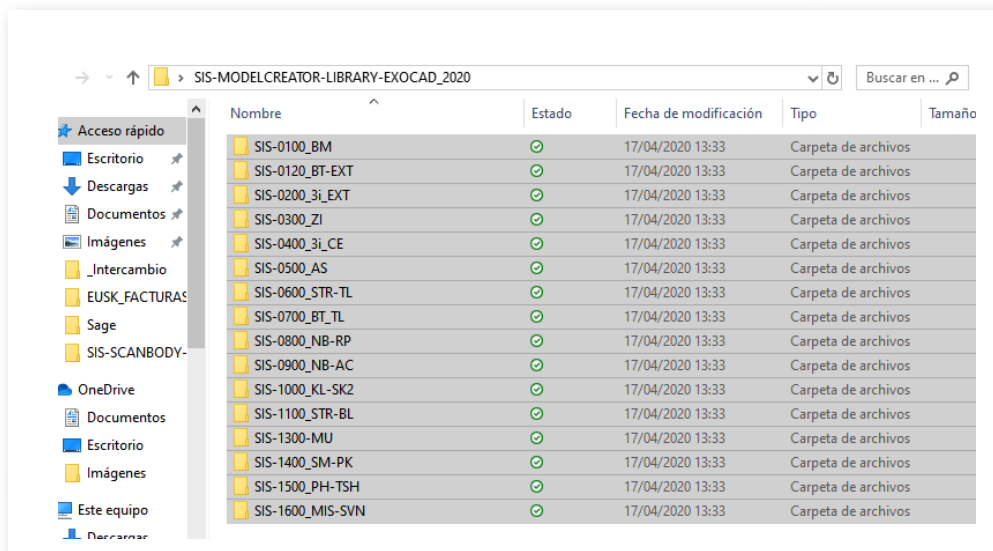 SIS-MODELCREATOR-LIBRARY-EXOCAD_2020
Buscar en ...
Nombre Estado Fecha de modificación Tipo Tamaño
Acceso rápido
Escritorio
Descargas
Documentos
Imágenes
_Intercambio
EUSK_FACTURAS
Sage
SIS-SCANBODY-
OneDrive
Documentos
Escritorio
Imágenes
Este equipo
Descargas
SIS-0100_BM 17/04/2020 13:33 Carpeta de archivos
SIS-0120_BT-EXT 17/04/2020 13:33 Carpeta de archivos
SIS-0200_3i_EXT 17/04/2020 13:33 Carpeta de archivos
SIS-0300_ZI 17/04/2020 13:33 Carpeta de archivos
SIS-0400_3i_CE 17/04/2020 13:33 Carpeta de archivos
SIS-0500_AS 17/04/2020 13:33 Carpeta de archivos
SIS-0600_STR-TL 17/04/2020 13:33 Carpeta de archivos
SIS-0700_BT_TL 17/04/2020 13:33 Carpeta de archivos
SIS-0800_NB-RP 17/04/2020 13:33 Carpeta de archivos
SIS-0900_NB-AC 17/04/2020 13:33 Carpeta de archivos
SIS-1000_KL-SK2 17/04/2020 13:33 Carpeta de archivos
SIS-1100_STR-BL 17/04/2020 13:33 Carpeta de archivos
SIS-1300-MU 17/04/2020 13:33 Carpeta de archivos
SIS-1400_SM-PK 17/04/2020 13:33 Carpeta de archivos
SIS-1500_PH-TSH 17/04/2020 13:33 Carpeta de archivos
SIS-1600_MIS-SVN 17/04/2020 13:33 Carpeta de archivos